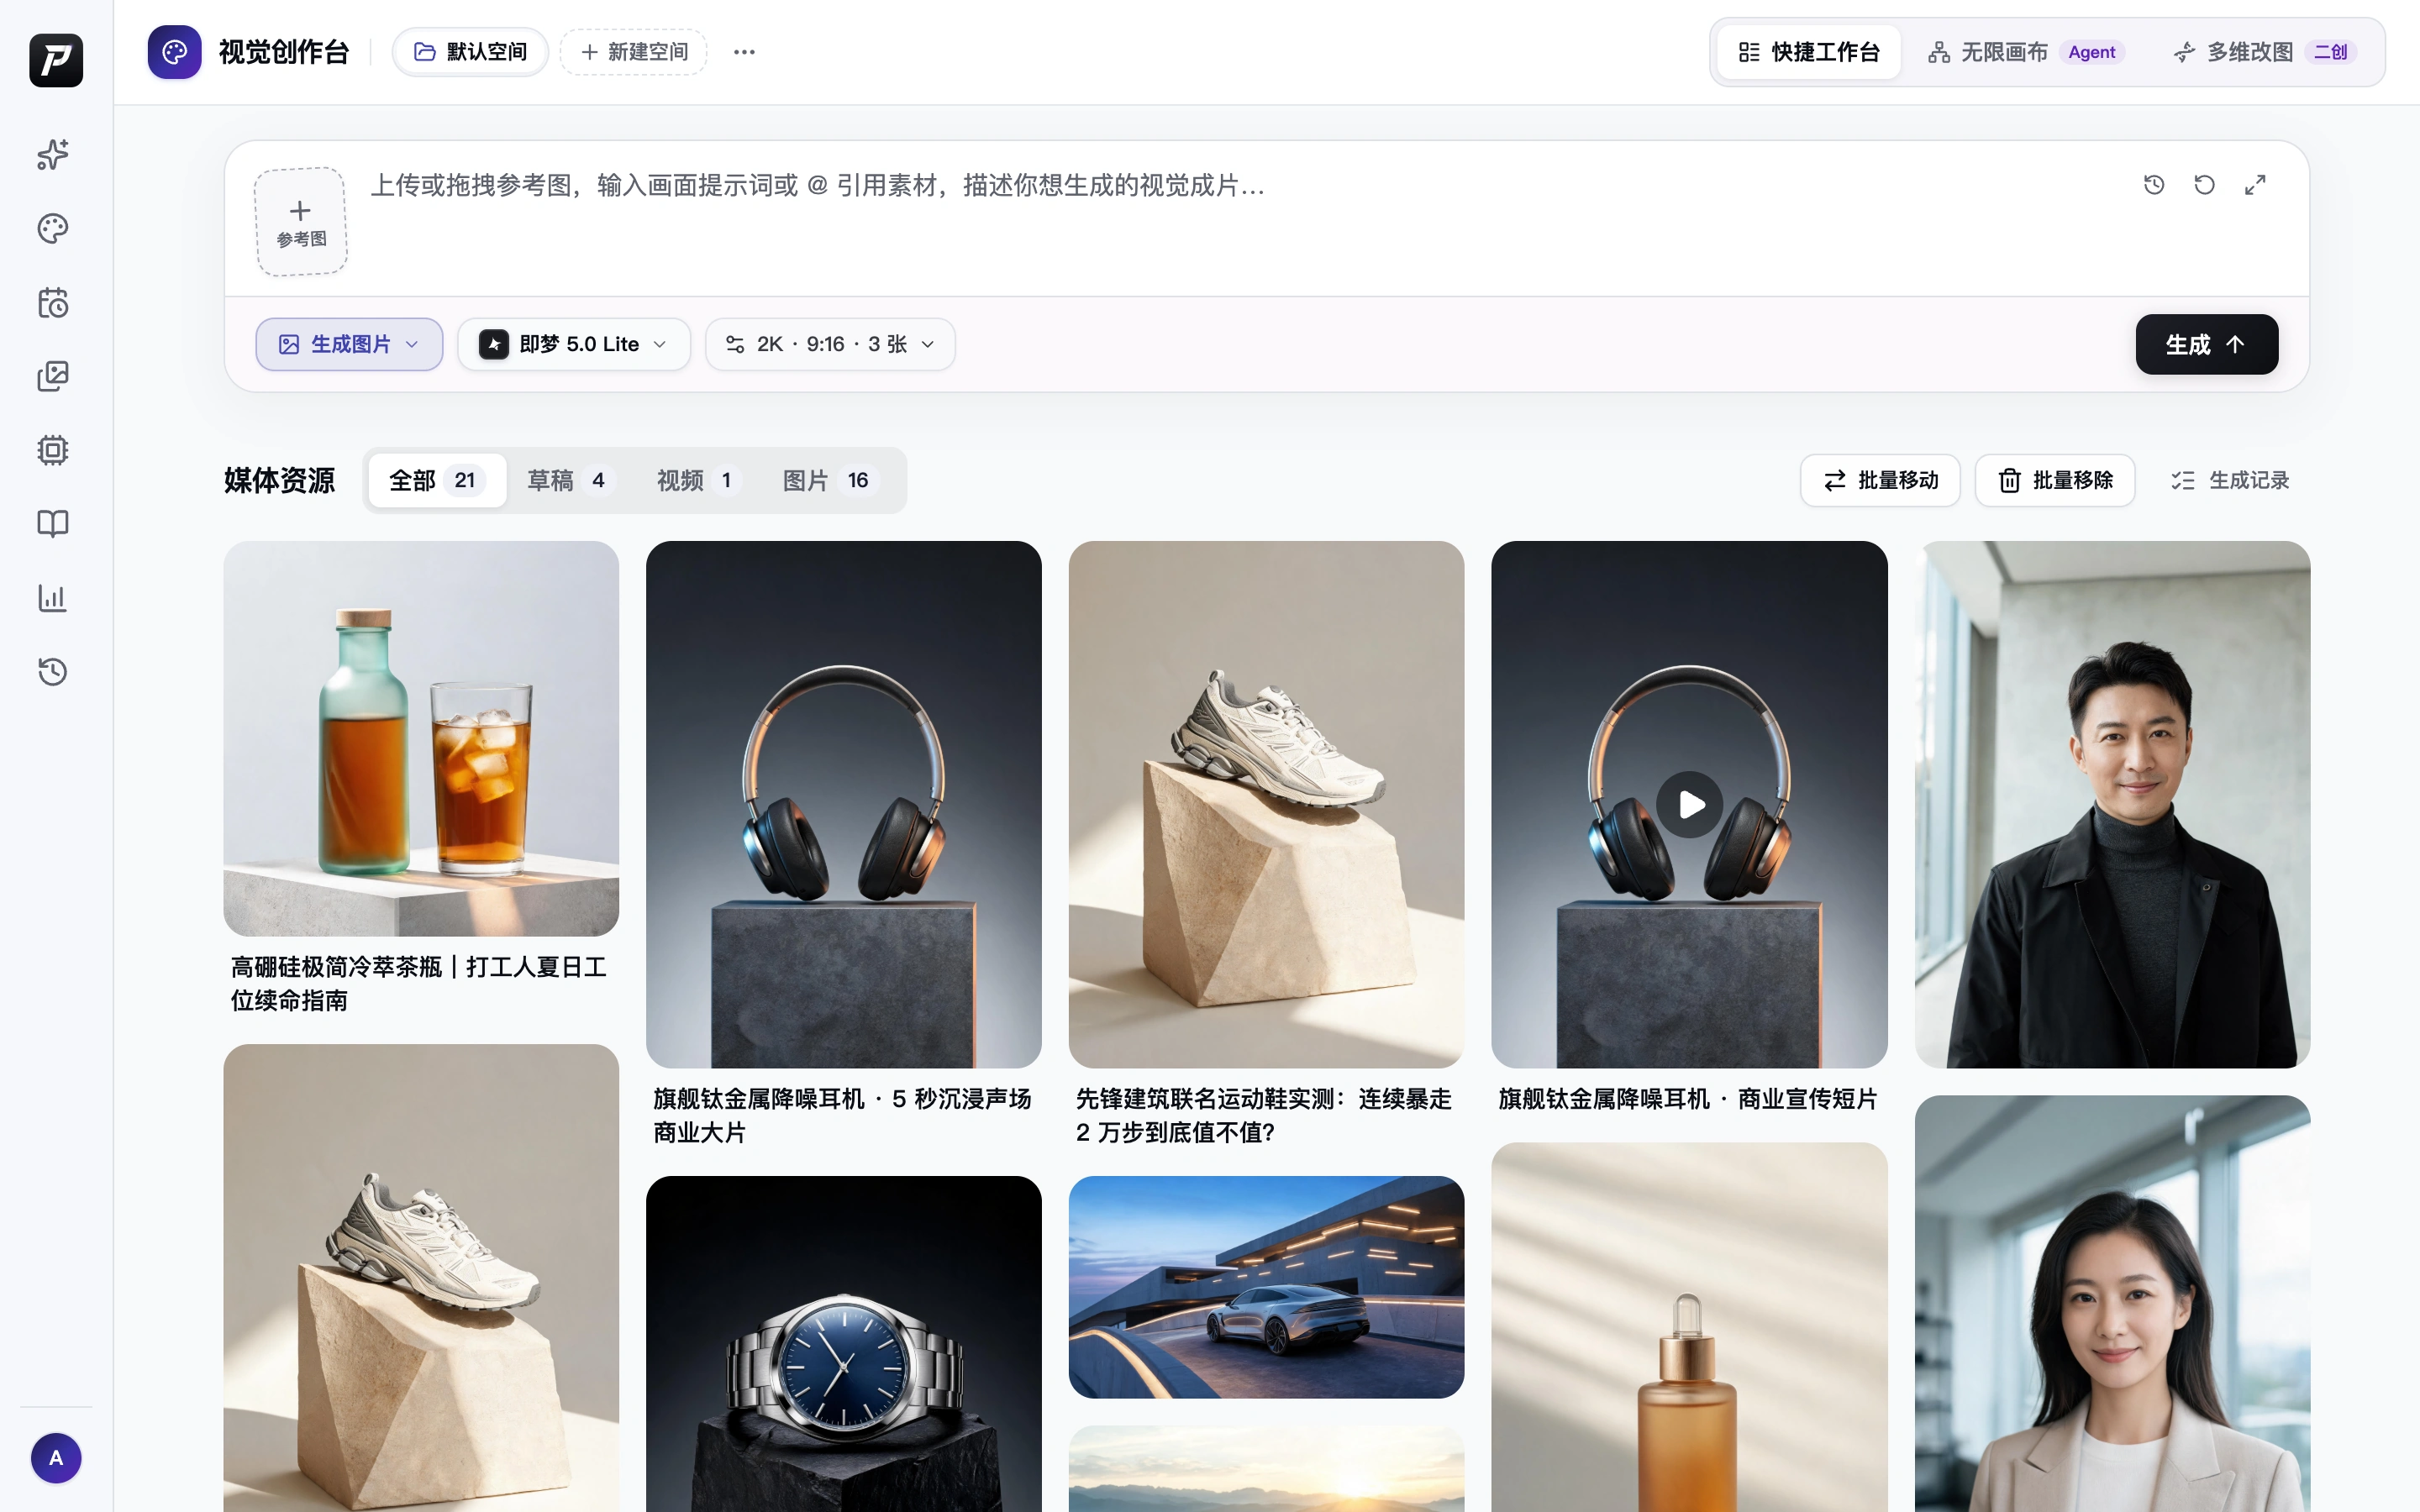 视觉创作台
默认空间
新建空间
快捷工作台
无限画布 Agent
多维改图 二创
参考图
上传或拖拽参考图，输入画面提示词或 @ 引用素材，描述你想生成的视觉成片...
生成图片
即梦 5.0 Lite
2K · 9:16 · 3 张
生成
媒体资源
全部 21
草稿 4
视频 1
图片 16
批量移动
批量移除
生成记录
高硼硅极简冷萃茶瓶｜打工人夏日工
位续命指南
旗舰钛金属降噪耳机 · 5 秒沉浸声场
商业大片
先锋建筑联名运动鞋实测：连续暴走
2 万步到底值不值？
旗舰钛金属降噪耳机 · 商业宣传短片
A